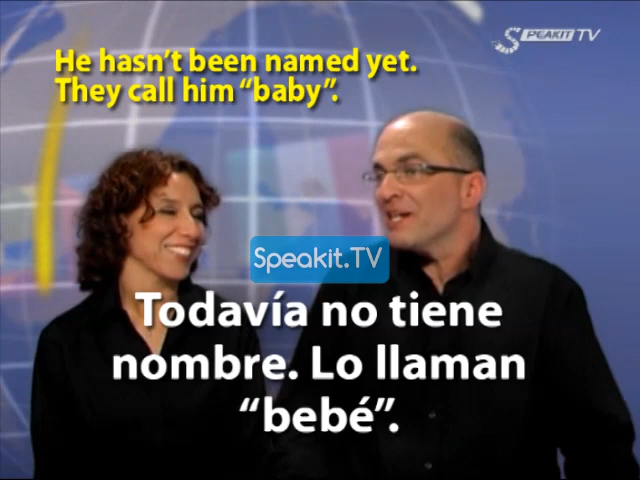 SPEAKIT TV
He hasn't been named yet.
They call him “baby”.
Speakit.TV
Todavía no tiene
nombre. Lo llaman
“bebé”.